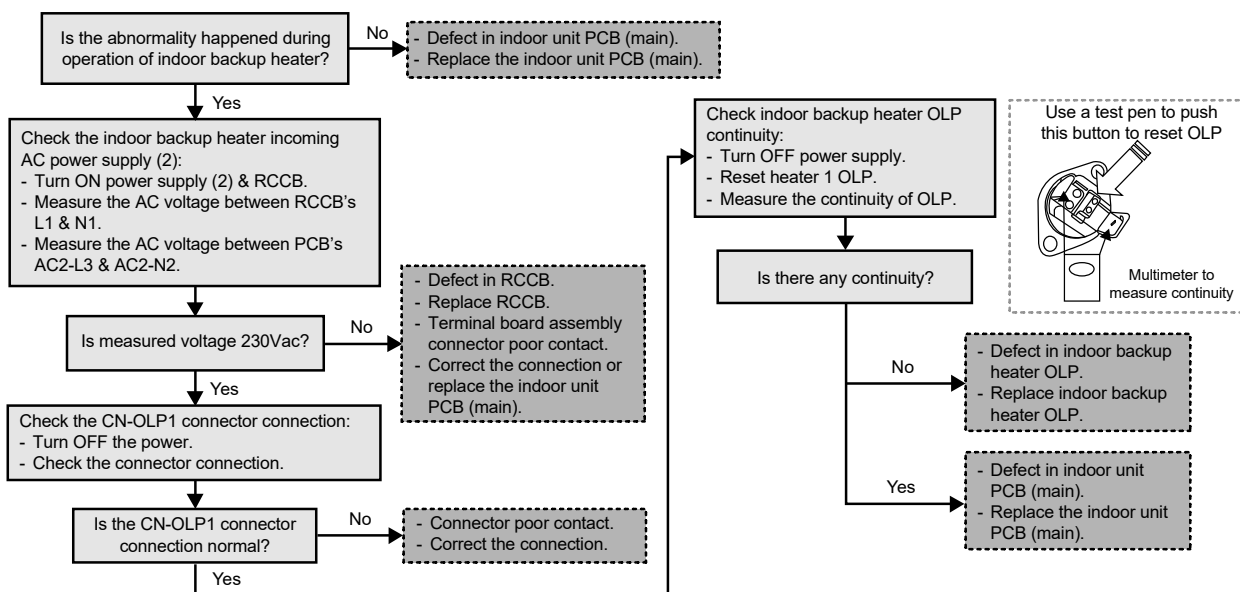 Is the abnormality happened during
operation of indoor backup heater?
No
- Defect in indoor unit PCB (main).
- Replace the indoor unit PCB (main).
Yes
Check the indoor backup heater incoming
AC power supply (2):
- Turn ON power supply (2) & RCCB.
- Measure the AC voltage between RCCB's
L1 & N1.
- Measure the AC voltage between PCB's
AC2-L3 & AC2-N2.
Is measured voltage 230Vac?
No
- Defect in RCCB.
- Replace RCCB.
- Terminal board assembly
connector poor contact.
- Correct the connection or
replace the indoor unit
PCB (main).
Yes
Check the CN-OLP1 connector connection:
- Turn OFF the power.
- Check the connector connection.
Is the CN-OLP1 connector
connection normal?
No
- Connector poor contact.
- Correct the connection.
Yes
Check indoor backup heater OLP
continuity:
- Turn OFF power supply.
- Reset heater 1 OLP.
- Measure the continuity of OLP.
Is there any continuity?
No
- Defect in indoor backup
heater OLP.
- Replace indoor backup
heater OLP.
Yes
- Defect in indoor unit
PCB (main).
- Replace the indoor unit
PCB (main).
Use a test pen to push
this button to reset OLP
Multimeter to
measure continuity